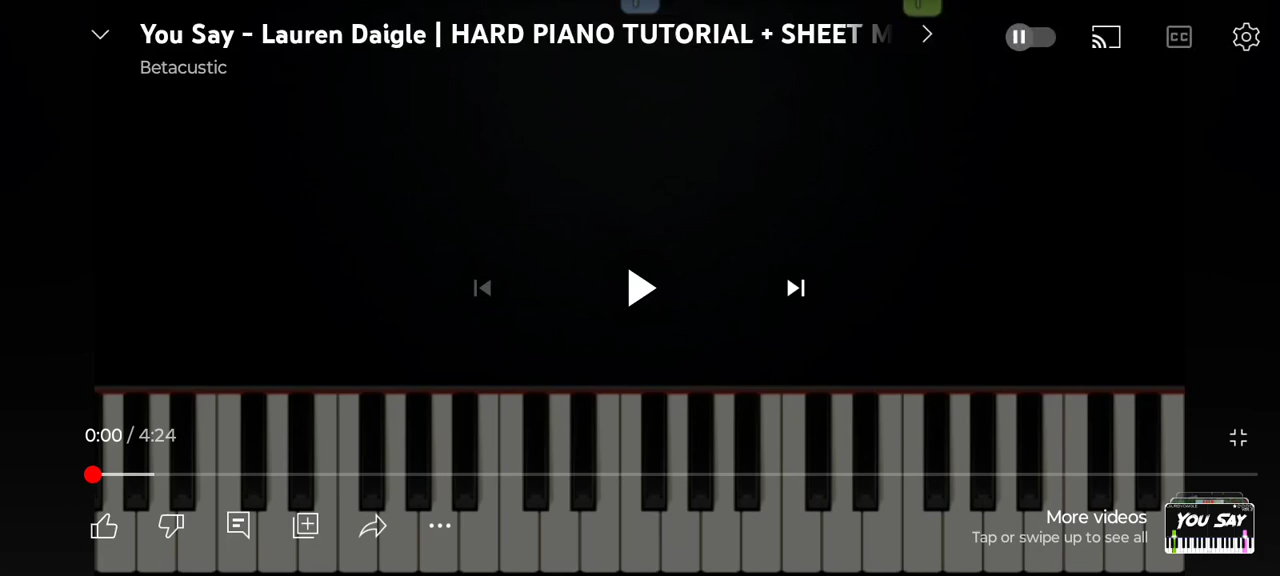 You Say - Lauren Daigle | HARD PIANO TUTORIAL + SHEET M
Betacustic
CC
0:00 / 4:24
More videos
Tap or swipe up to see all
YOU SAY